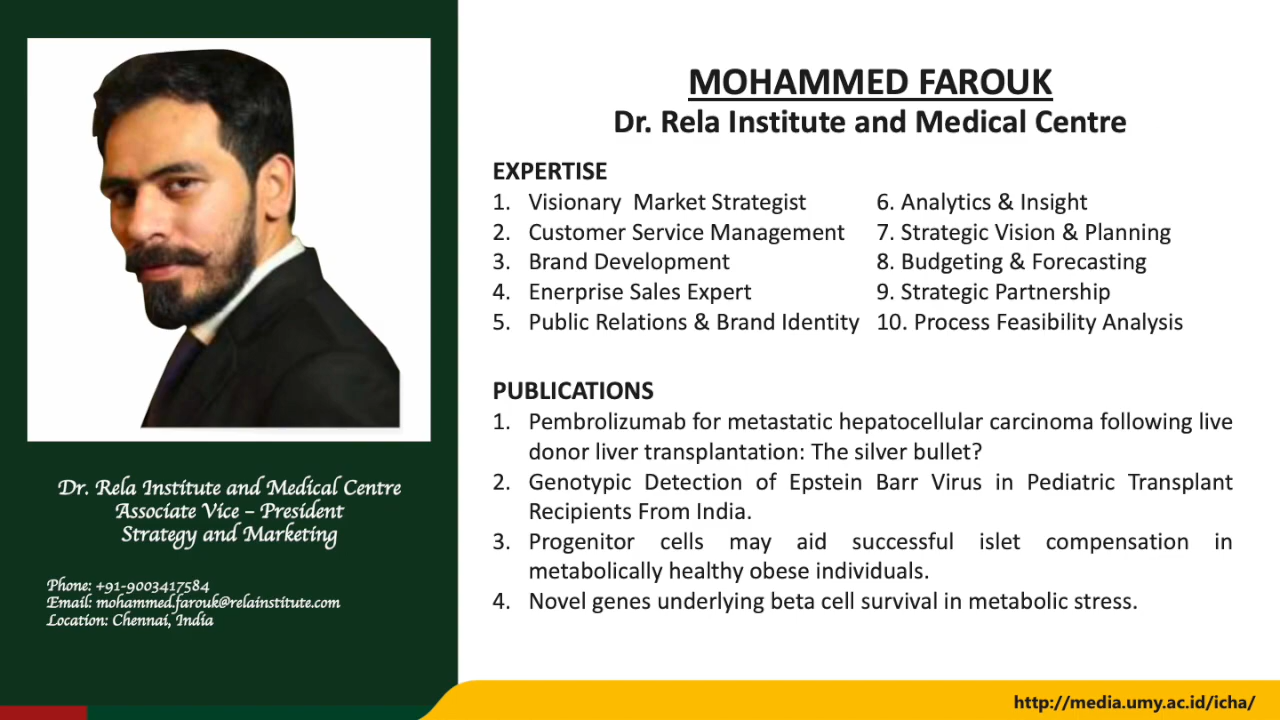 MOHAMMED FAROUK
Dr. Rela Institute and Medical Centre
EXPERTISE
1. Visionary Market Strategist
2. Customer Service Management
3. Brand Development
4. Enerprise Sales Expert
5. Public Relations & Brand Identity
6. Analytics & Insight
7. Strategic Vision & Planning
8. Budgeting & Forecasting
9. Strategic Partnership
10. Process Feasibility Analysis
PUBLICATIONS
1. Pembrolizumab for metastatic hepatocellular carcinoma following live
donor liver transplantation: The silver bullet?
2. Genotypic Detection of Epstein Barr Virus in Pediatric Transplant
Recipients From India.
3. Progenitor cells may aid successful islet compensation in
metabolically healthy obese individuals.
4. Novel genes underlying beta cell survival in metabolic stress.
Dr. Rela Institute and Medical Centre
Associate Vice – President
Strategy and Marketing
Phone: +91-9003417584
Email: mohammed.farouk@relainstitute.com
Location: Chennai, India
http://media.umy.ac.id/icha/